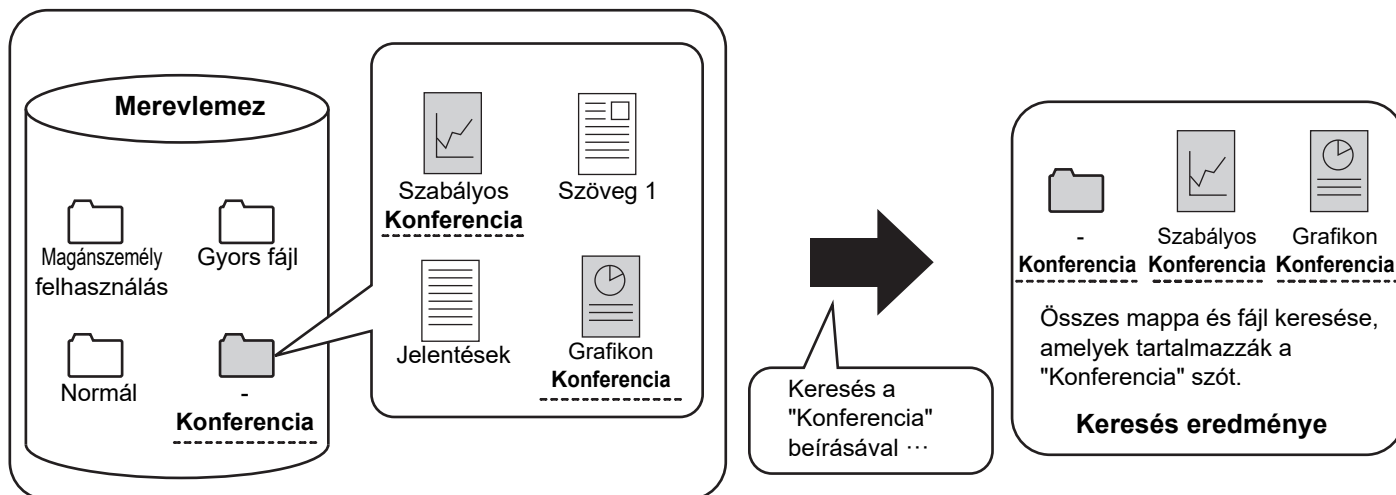 Merevlemez
Magánszemély
felhasználás
Gyors fájl
Normál
-
Konferencia
Szabályos
Konferencia
Szöveg 1
Jelentések
Grafikon
Konferencia
Keresés a
"Konferencia"
beírásával ···
-
Konferencia
Szabályos
Konferencia
Grafikon
Konferencia
Összes mappa és fájl keresése,
amelyek tartalmazzák a
"Konferencia" szót.
Keresés eredménye